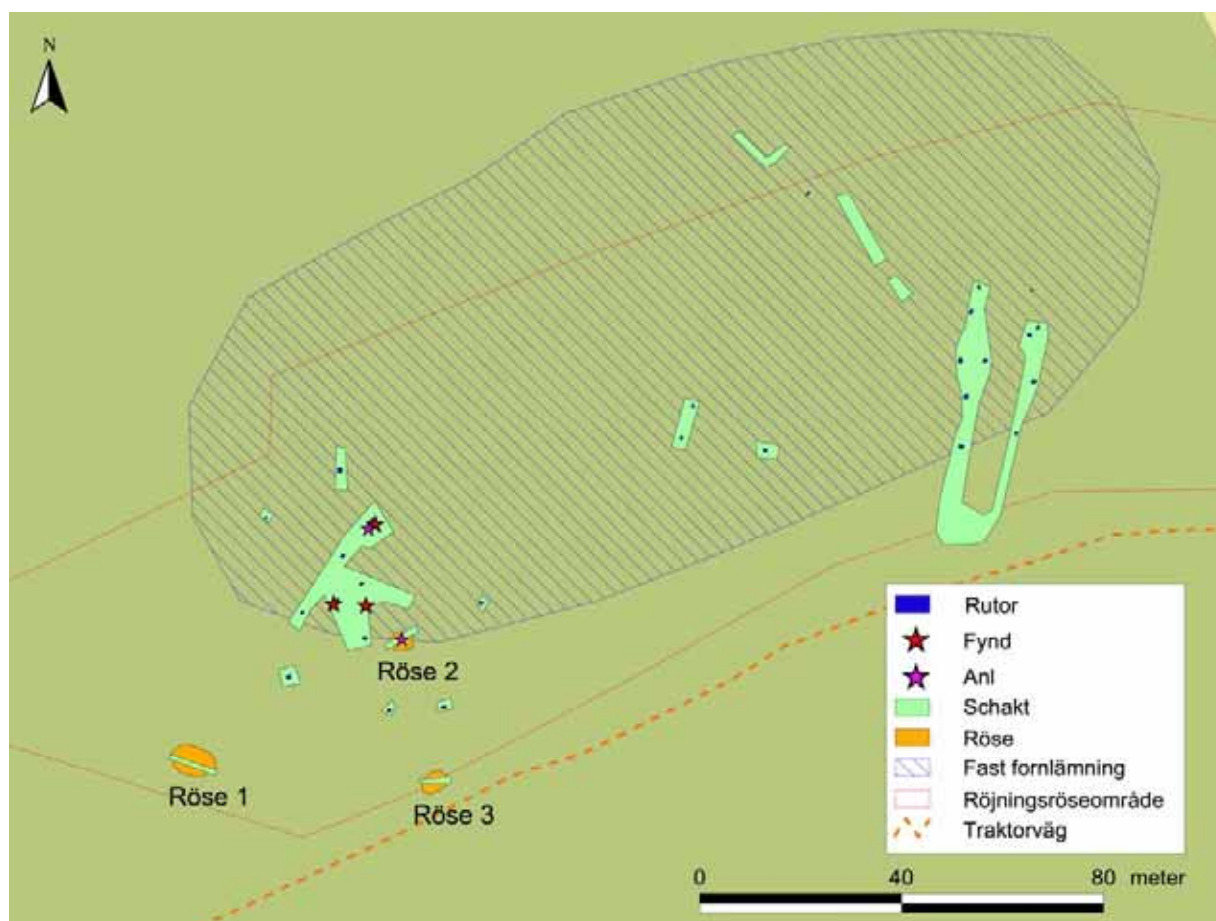 N
Röse 2
Röse 1
Röse 3
Rutor
Fynd
Anl
Schakt
Röse
Fast fornlämning
Röjningsröseområde
Traktorväg
0 40 80 meter